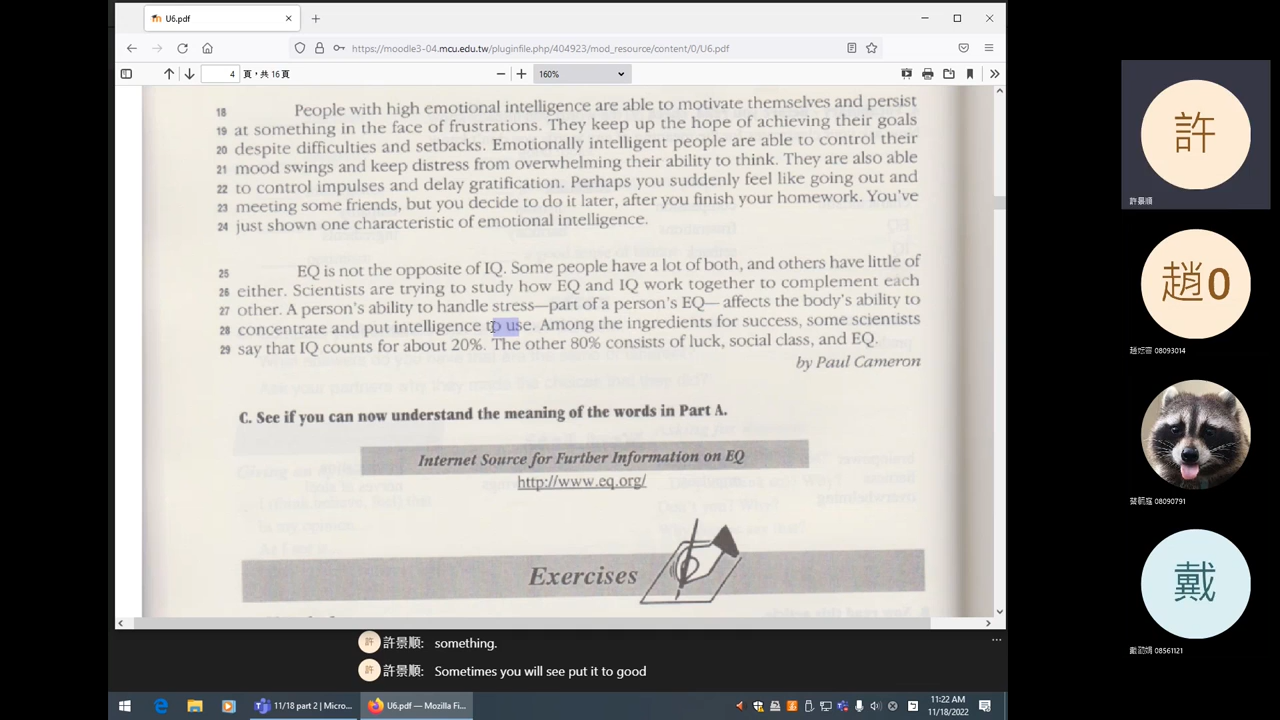 U6.pdf
https://moodle3-04.mcu.edu.tw/pluginfile.php/404923/mod_resource/content/0/U6.pdf
4 頁，共 16 頁
160%
18 People with high emotional intelligence are able to motivate themselves and persist
19 at something in the face of frustrations. They keep up the hope of achieving their goals
20 despite difficulties and setbacks. Emotionally intelligent people are able to control their
21 mood swings and keep distress from overwhelming their ability to think. They are also able
22 to control impulses and delay gratification. Perhaps you suddenly feel like going out and
23 meeting some friends, but you decide to do it later, after you finish your homework. You've
24 just shown one characteristic of emotional intelligence.
25 EQ is not the opposite of IQ. Some people have a lot of both, and others have little of
26 either. Scientists are trying to study how EQ and IQ work together to complement each
27 other. A person's ability to handle stress—part of a person's EQ— affects the body's ability to
28 concentrate and put intelligence to use. Among the ingredients for success, some scientists
29 say that IQ counts for about 20%. The other 80% consists of luck, social class, and EQ.
by Paul Cameron
C. See if you can now understand the meaning of the words in Part A.
Internet Source for Further Information on EQ
http://www.eq.org/
Exercises
許 許景順: something.
許 許景順: Sometimes you will see put it to good
11/18 part 2 | Micro...
U6.pdf — Mozilla Fi...
11:22 AM
11/18/2022
許
許景順
趙0
08093014
08090791
戴
08561121